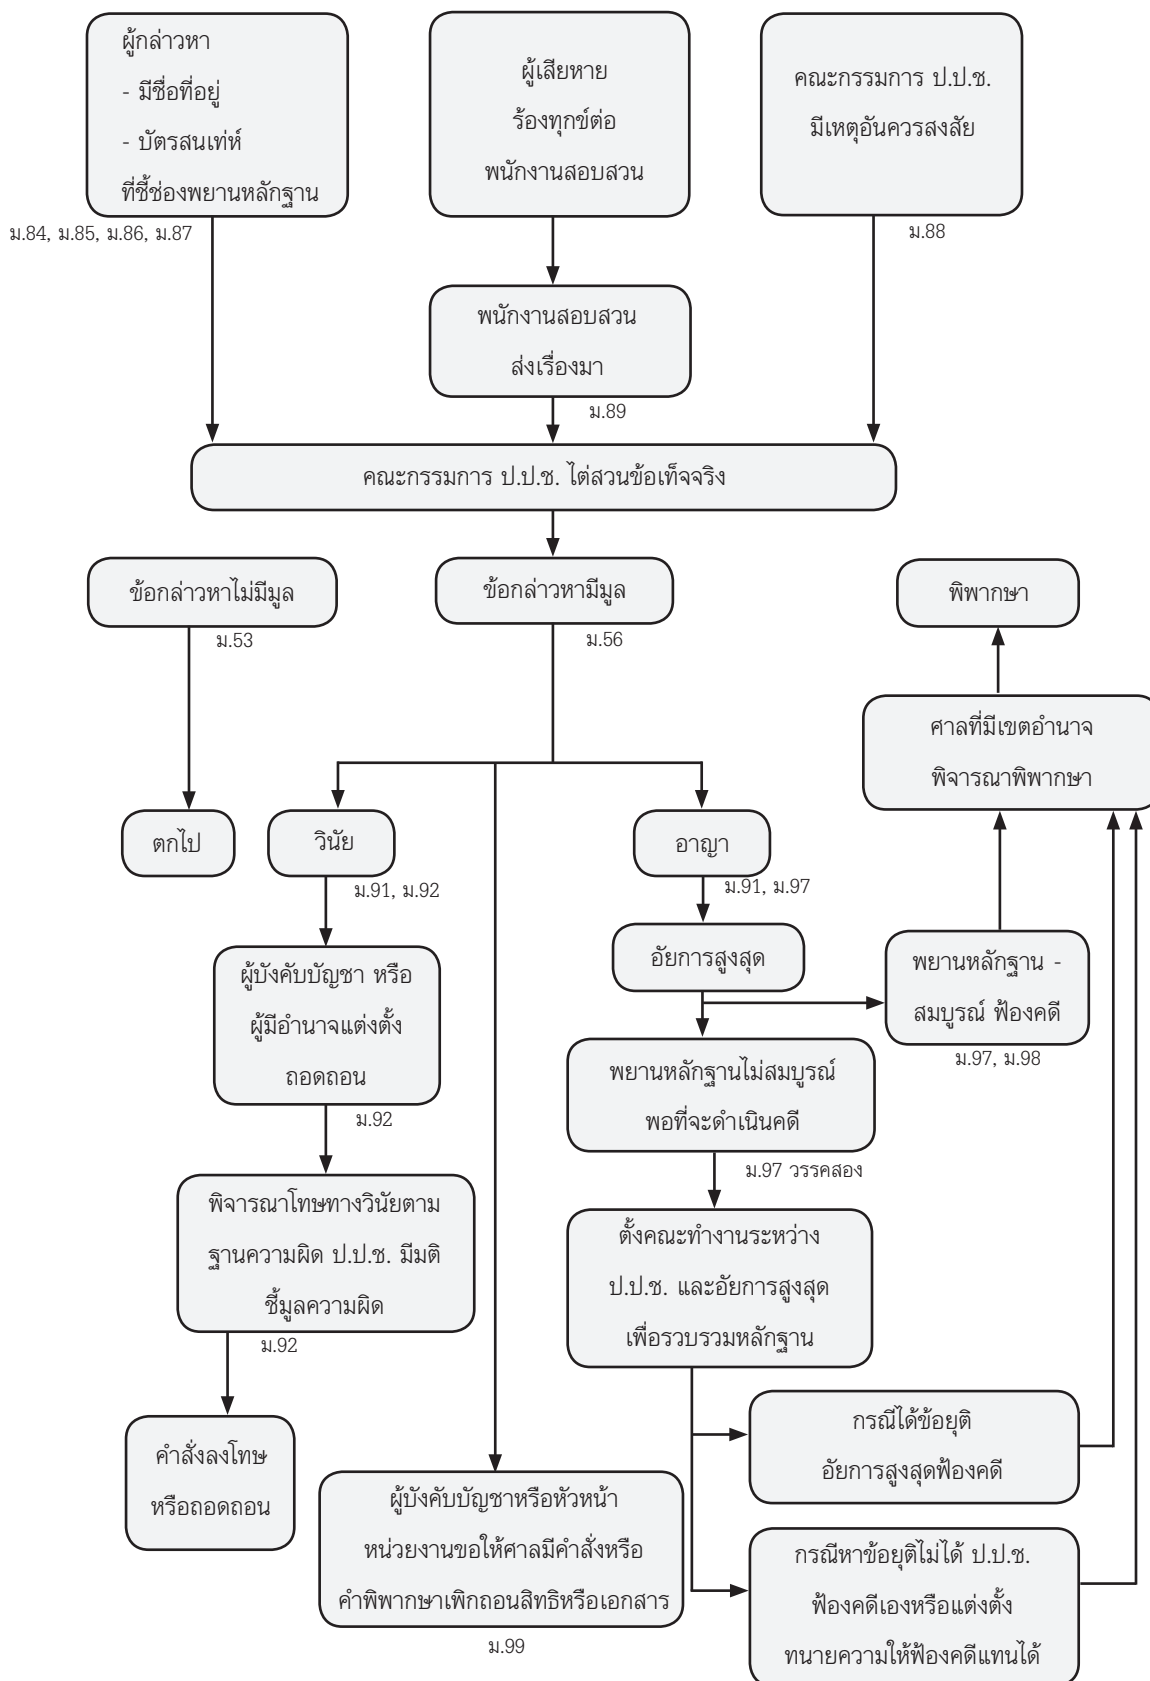 ผู้กล่าวหา
- มีชื่อที่อยู่
- บัตรสนเท่ห์
ที่ชี้ช่องพยานหลักฐาน
ม.84, ม.85, ม.86, ม.87
ผู้เสียหาย
ร้องทุกข์ต่อ
พนักงานสอบสวน
คณะกรรมการ ป.ป.ช.
มีเหตุอันควรสงสัย
ม.88
พนักงานสอบสวน
ส่งเรื่องมา
ม.89
คณะกรรมการ ป.ป.ช. ไต่สวนข้อเท็จจริง
ข้อกล่าวหาไม่มีมูล
ม.53
ข้อกล่าวหามีมูล
ม.56
พิพากษา
ศาลที่มีเขตอำนาจ
พิจารณาพิพากษา
ตกไป
วินัย
ม.91, ม.92
อาญา
ม.91, ม.97
อัยการสูงสุด
พยานหลักฐาน -
สมบูรณ์ ฟ้องคดี
ม.97, ม.98
ผู้บังคับบัญชา หรือ
ผู้มีอำนาจแต่งตั้ง
ถอดถอน
ม.92
พยานหลักฐานไม่สมบูรณ์
พอที่จะดำเนินคดี
ม.97 วรรคสอง
พิจารณาโทษทางวินัยตาม
ฐานความผิด ป.ป.ช. มีมติ
ชี้มูลความผิด
ม.92
ตั้งคณะทำงานระหว่าง
ป.ป.ช. และอัยการสูงสุด
เพื่อรวบรวมหลักฐาน
คำสั่งลงโทษ
หรือถอดถอน
กรณีได้ข้อยุติ
อัยการสูงสุดฟ้องคดี
ผู้บังคับบัญชาหรือหัวหน้า
หน่วยงานขอให้ศาลมีคำสั่งหรือ
คำพิพากษาเพิกถอนสิทธิหรือเอกสาร
ม.99
กรณีหาข้อยุติไม่ได้ ป.ป.ช.
ฟ้องคดีเองหรือแต่งตั้ง
ทนายความให้ฟ้องคดีแทนได้